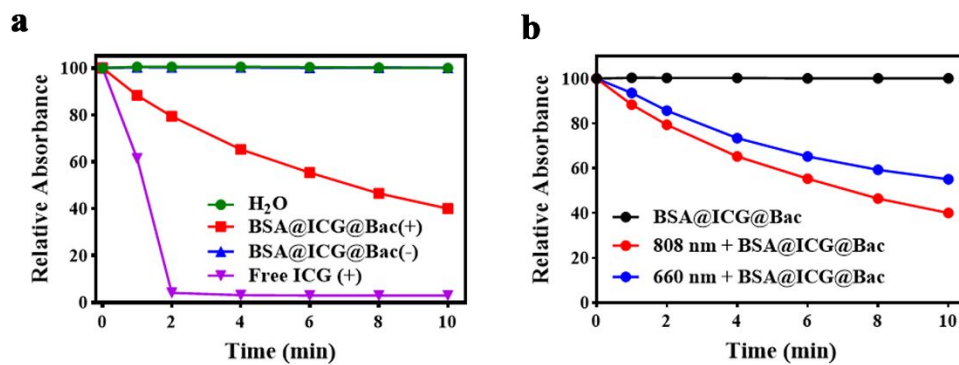 a
100
80
60
40
20
0
Relative Absorbance
H₂O
BSA@ICG@Bac(+)
BSA@ICG@Bac(-)
Free ICG (+)
0 2 4 6 8 10
Time (min)
b
100
80
60
40
20
0
Relative Absorbance
BSA@ICG@Bac
808 nm + BSA@ICG@Bac
660 nm + BSA@ICG@Bac
0 2 4 6 8 10
Time (min)